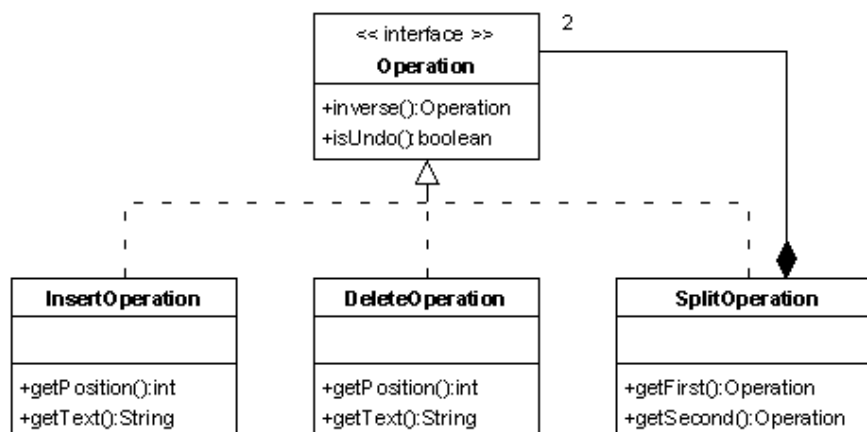 << interface >>
2
Operation
+inverse():Operation
+isUndo():boolean
InsertOperation
DeleteOperation
SplitOperation
+getPosition():int
+getText():String
+getPosition():int
+getText():String
+getFirst():Operation
+getSecond():Operation